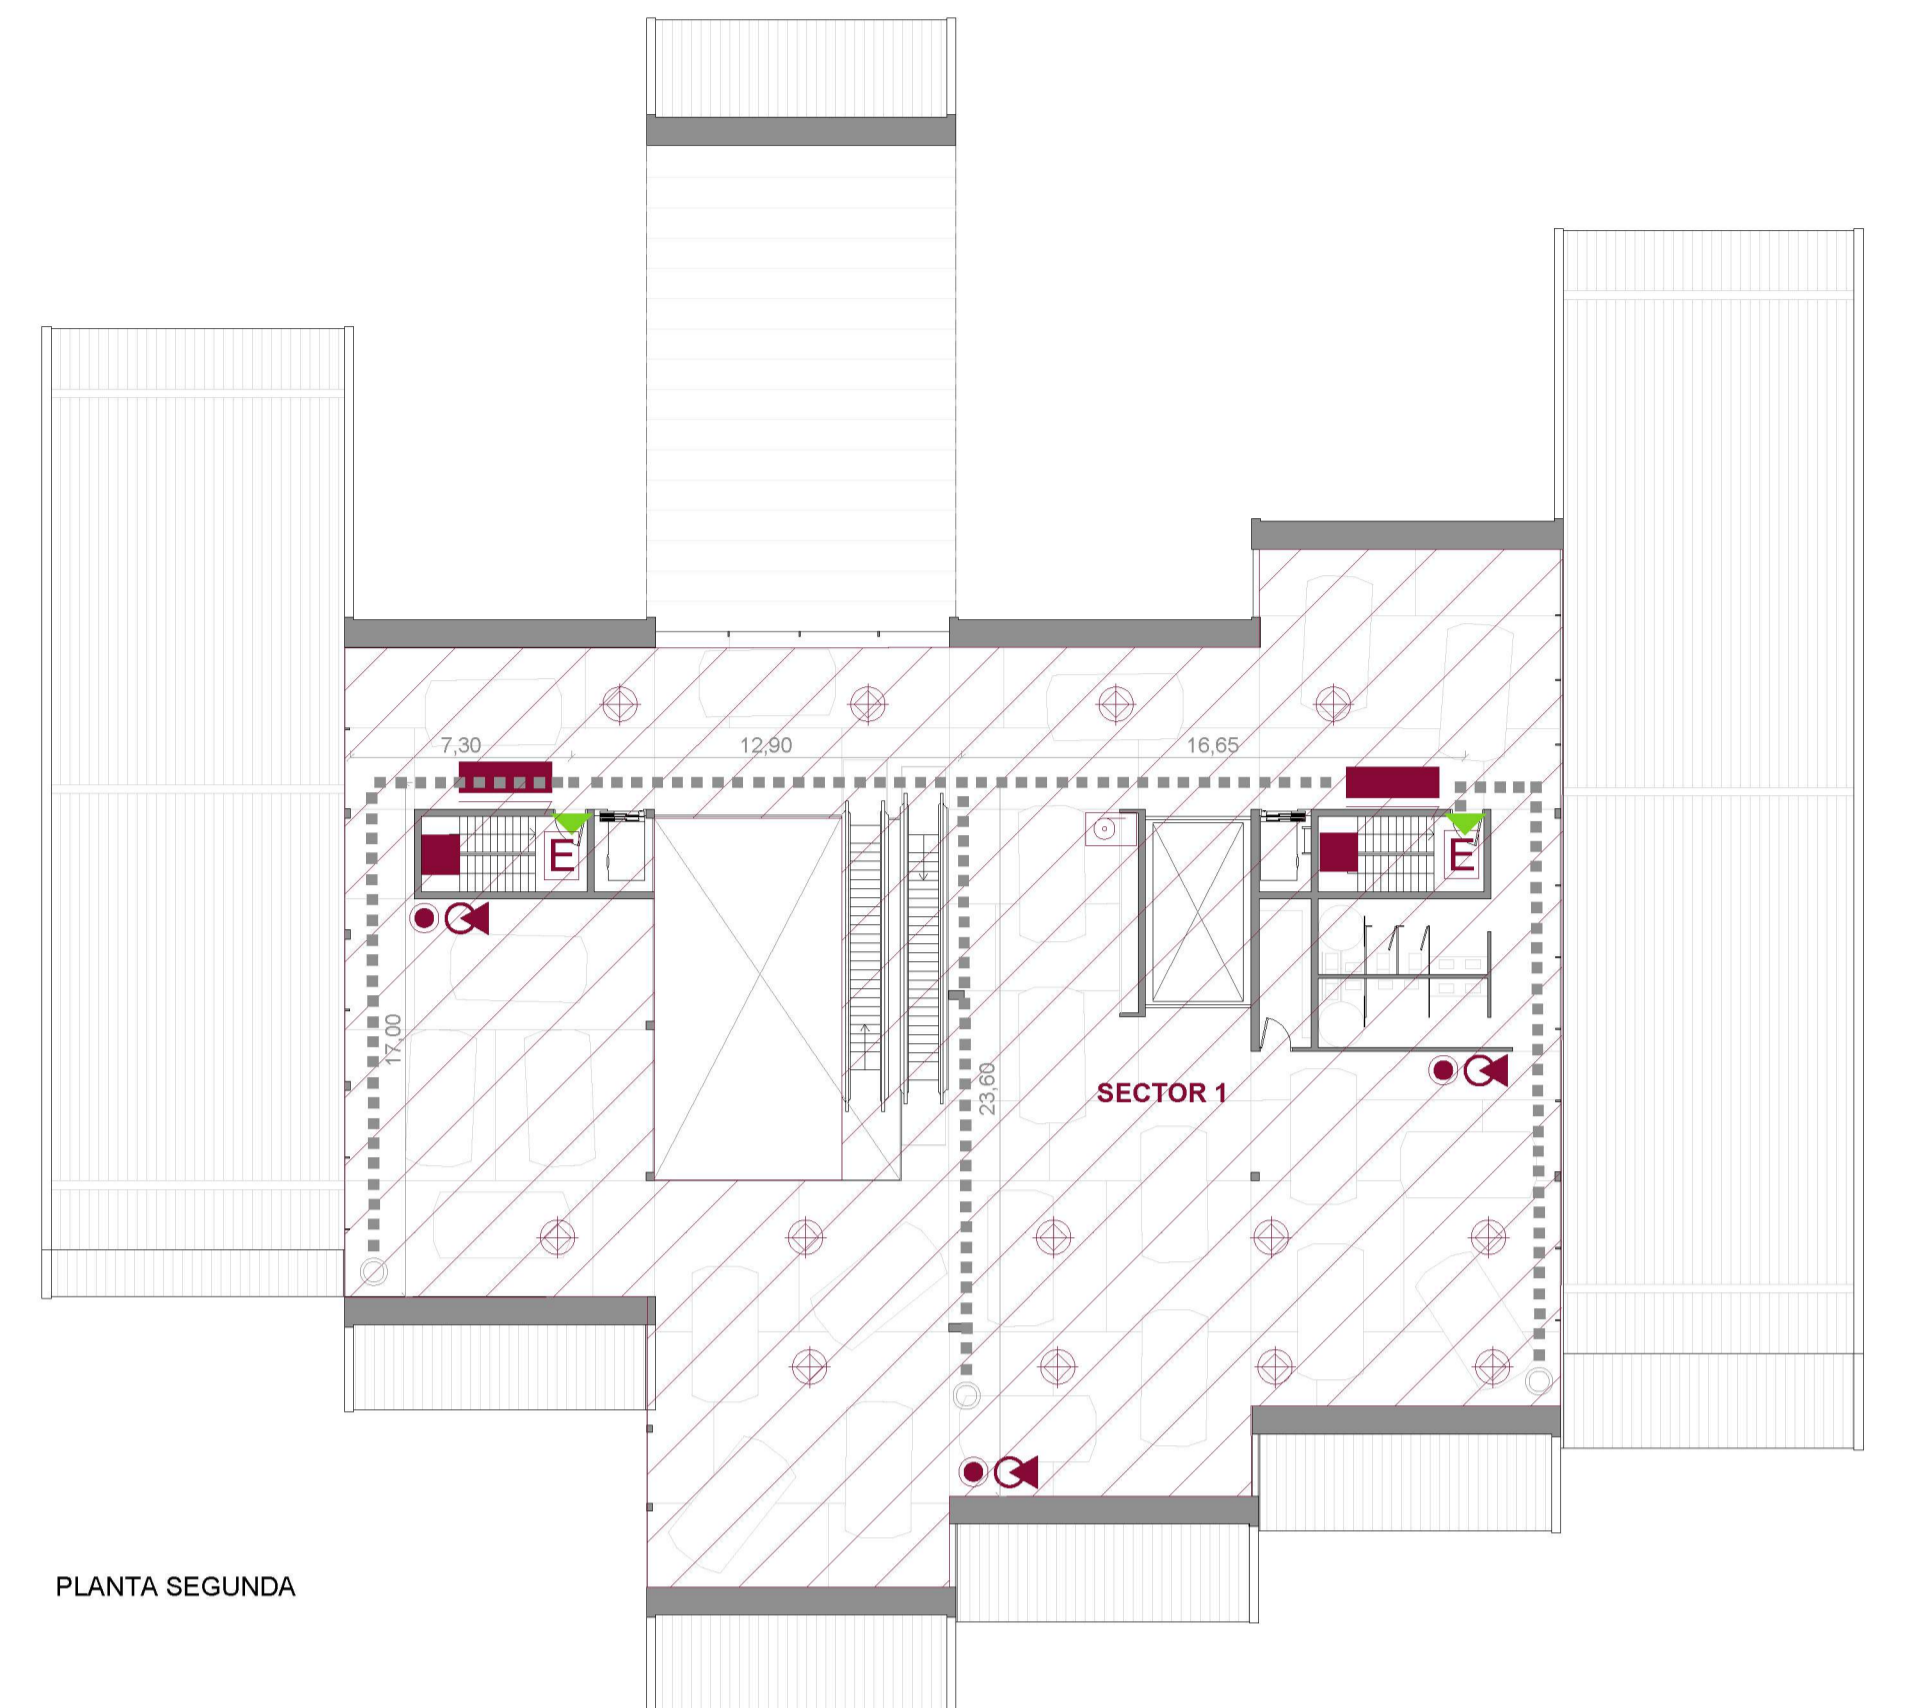 7,30
12,90
16,65
E
E
17,00
23,60
SECTOR 1
PLANTA SEGUNDA